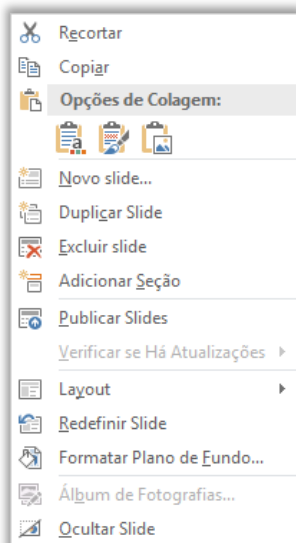 Recortar
Copiar
Opções de Colagem:
a
Novo slide...
Duplicar Slide
Excluir slide
Adicionar Seção
Publicar Slides
Verificar se Há Atualizações
Layout
Redefinir Slide
Formatar Plano de Fundo...
Álbum de Fotografias...
Ocultar Slide